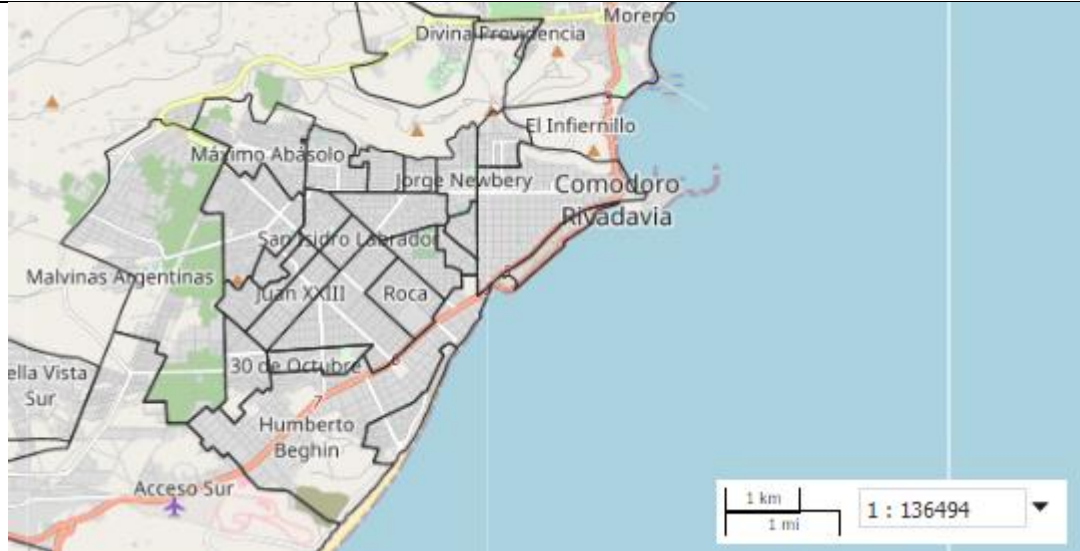 Moreno
Divina Providencia
El Infiernillo
Máximo Abásolo
Jorge Newbery
Comodoro
Rivadavia
San Isidro Labrador
Malvinas Argentinas
Juan XXIII
Roca
30 de Octubre
ella Vista
Sur
7
Humberto
Beghin
Acceso Sur
1 km
1 mi
1 : 136494